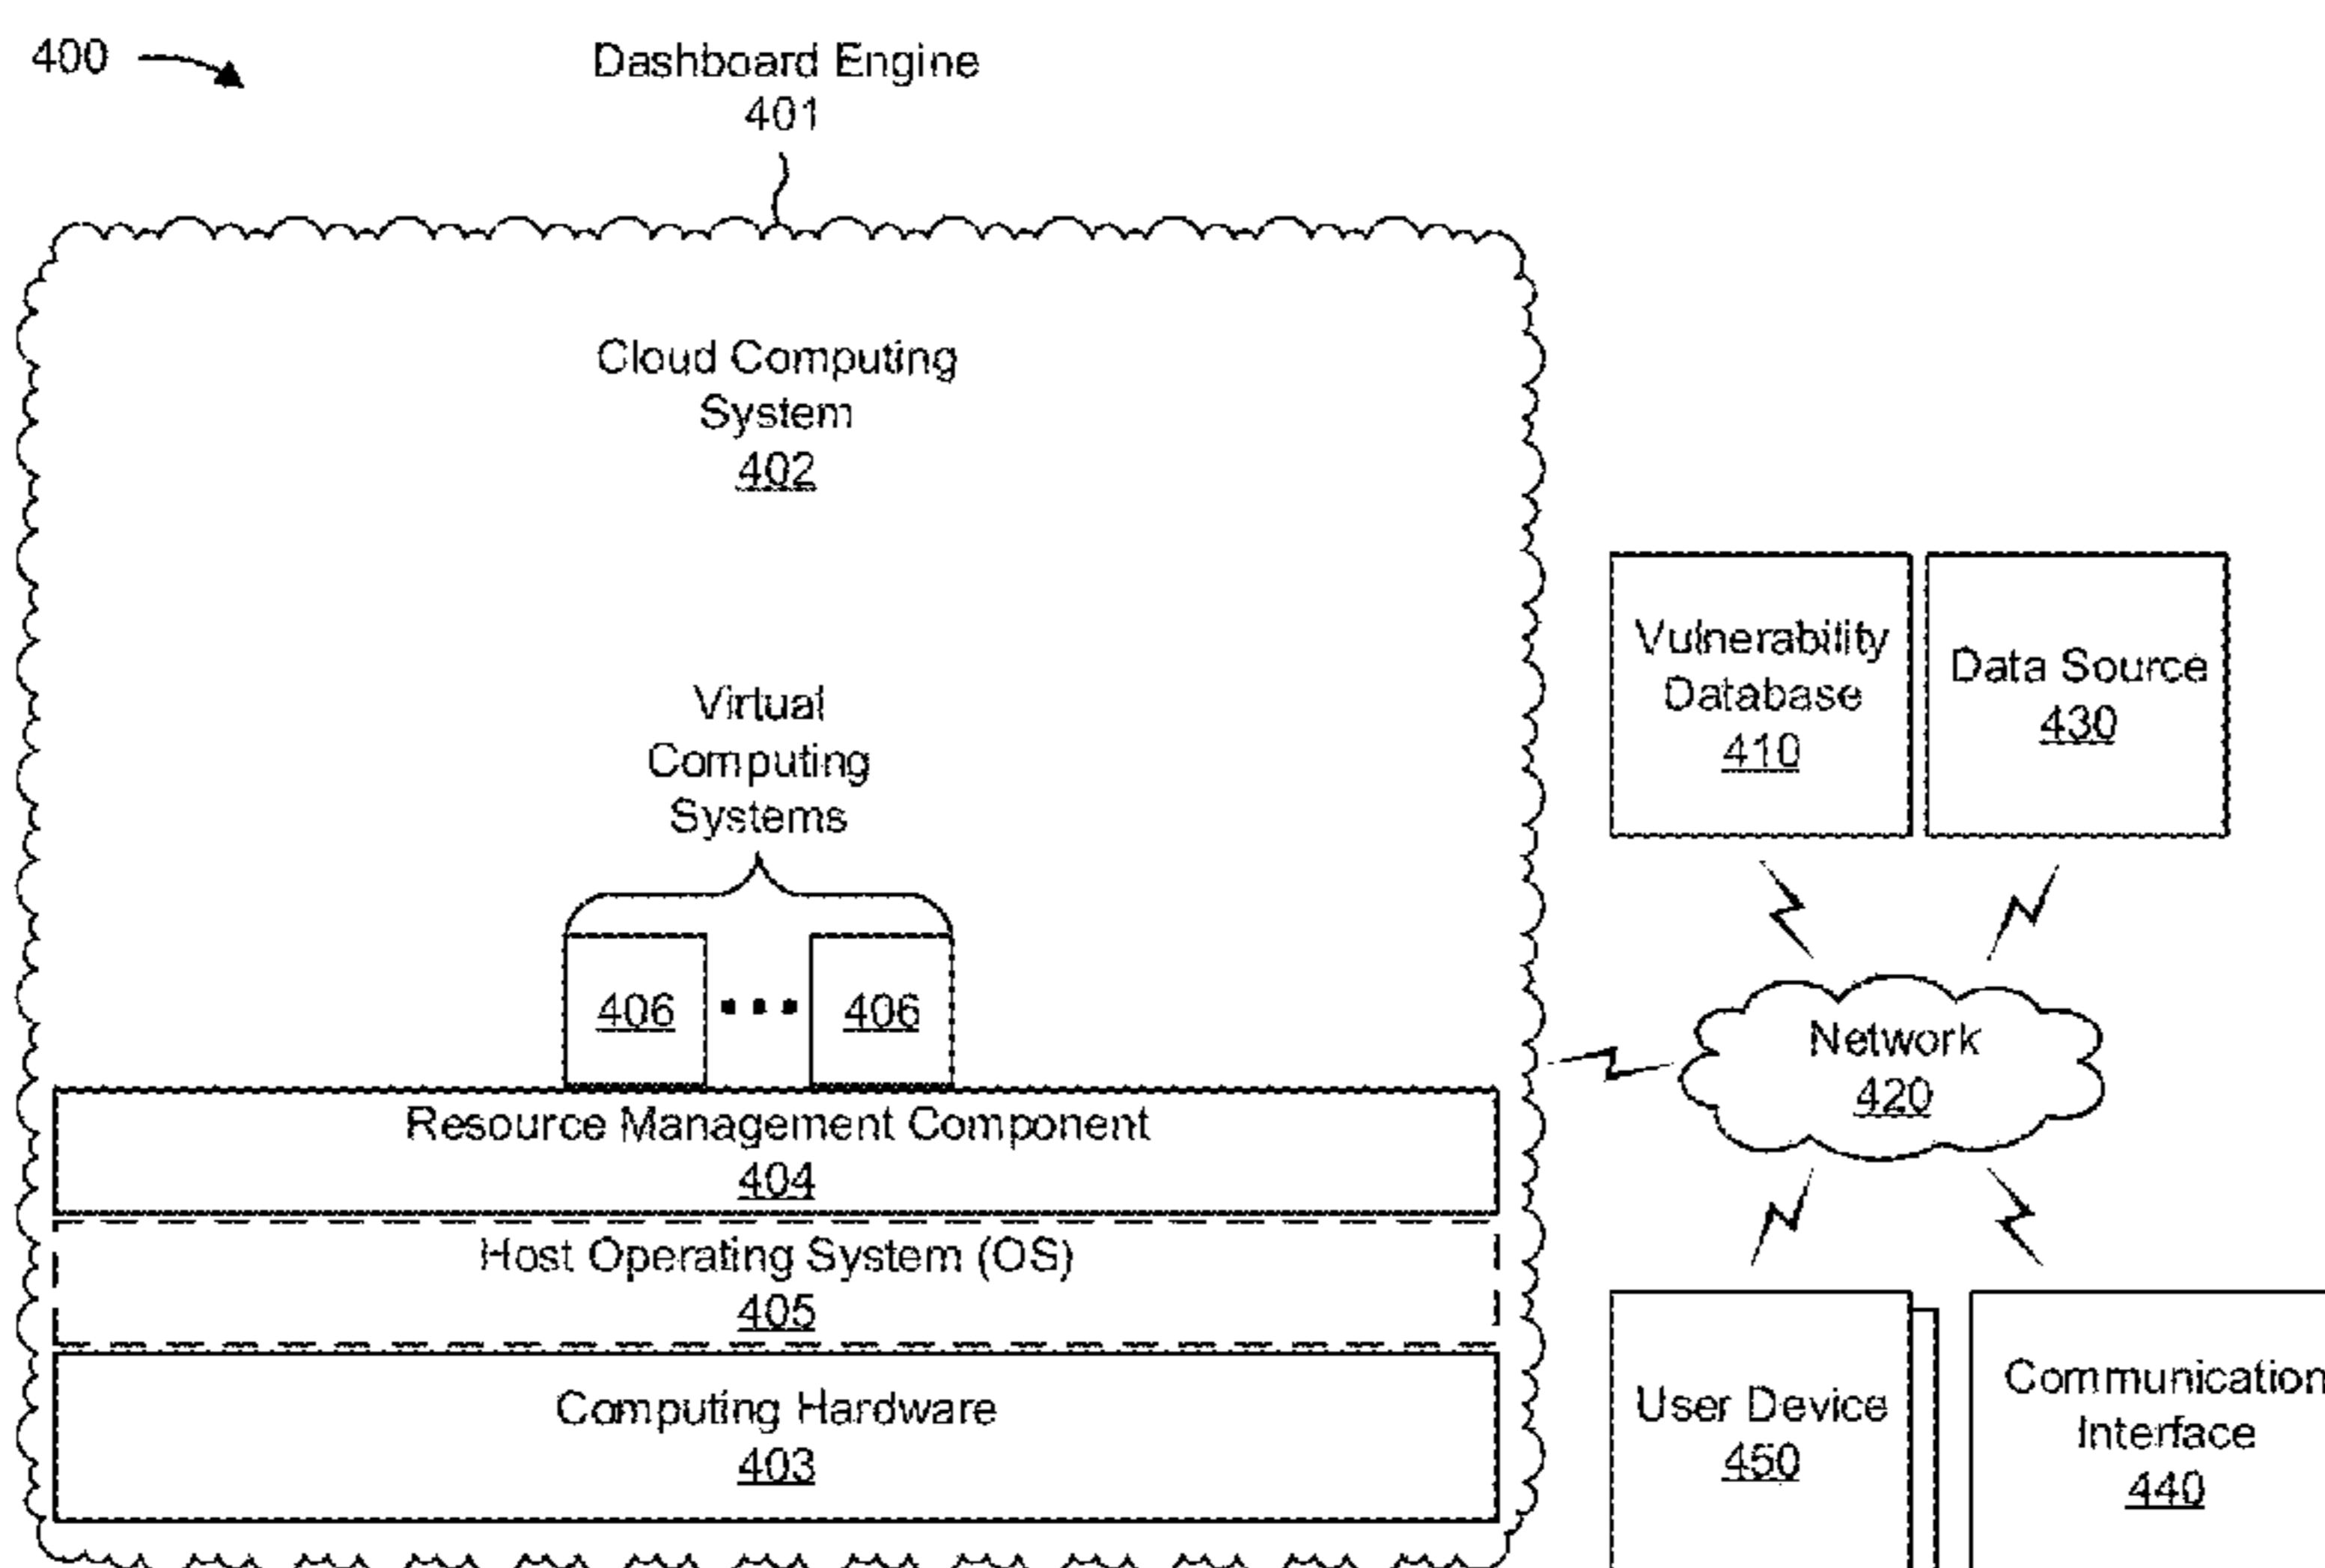 400
Dashboard Engine
401
Cloud Computing
System
402
Virtual
Computing
Systems
406 ... 406
Resource Management Component
404
Host Operating System (OS)
405
Computing Hardware
403
Vulnerability
Database
410
Data Source
430
Network
420
User Device
450
Communication
Interface
440